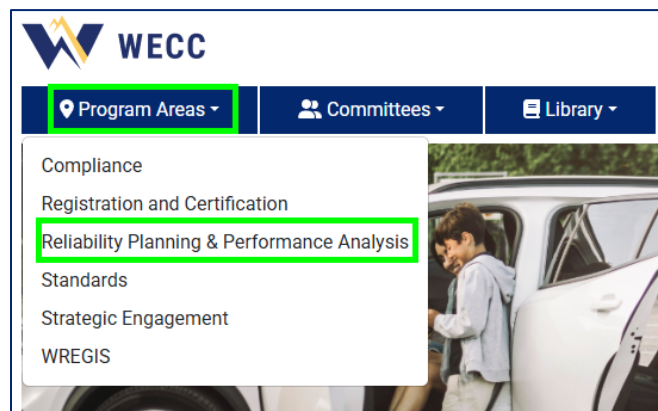 WECC
Program Areas
Committees
Library
Compliance
Registration and Certification
Reliability Planning & Performance Analysis
Standards
Strategic Engagement
WREGIS